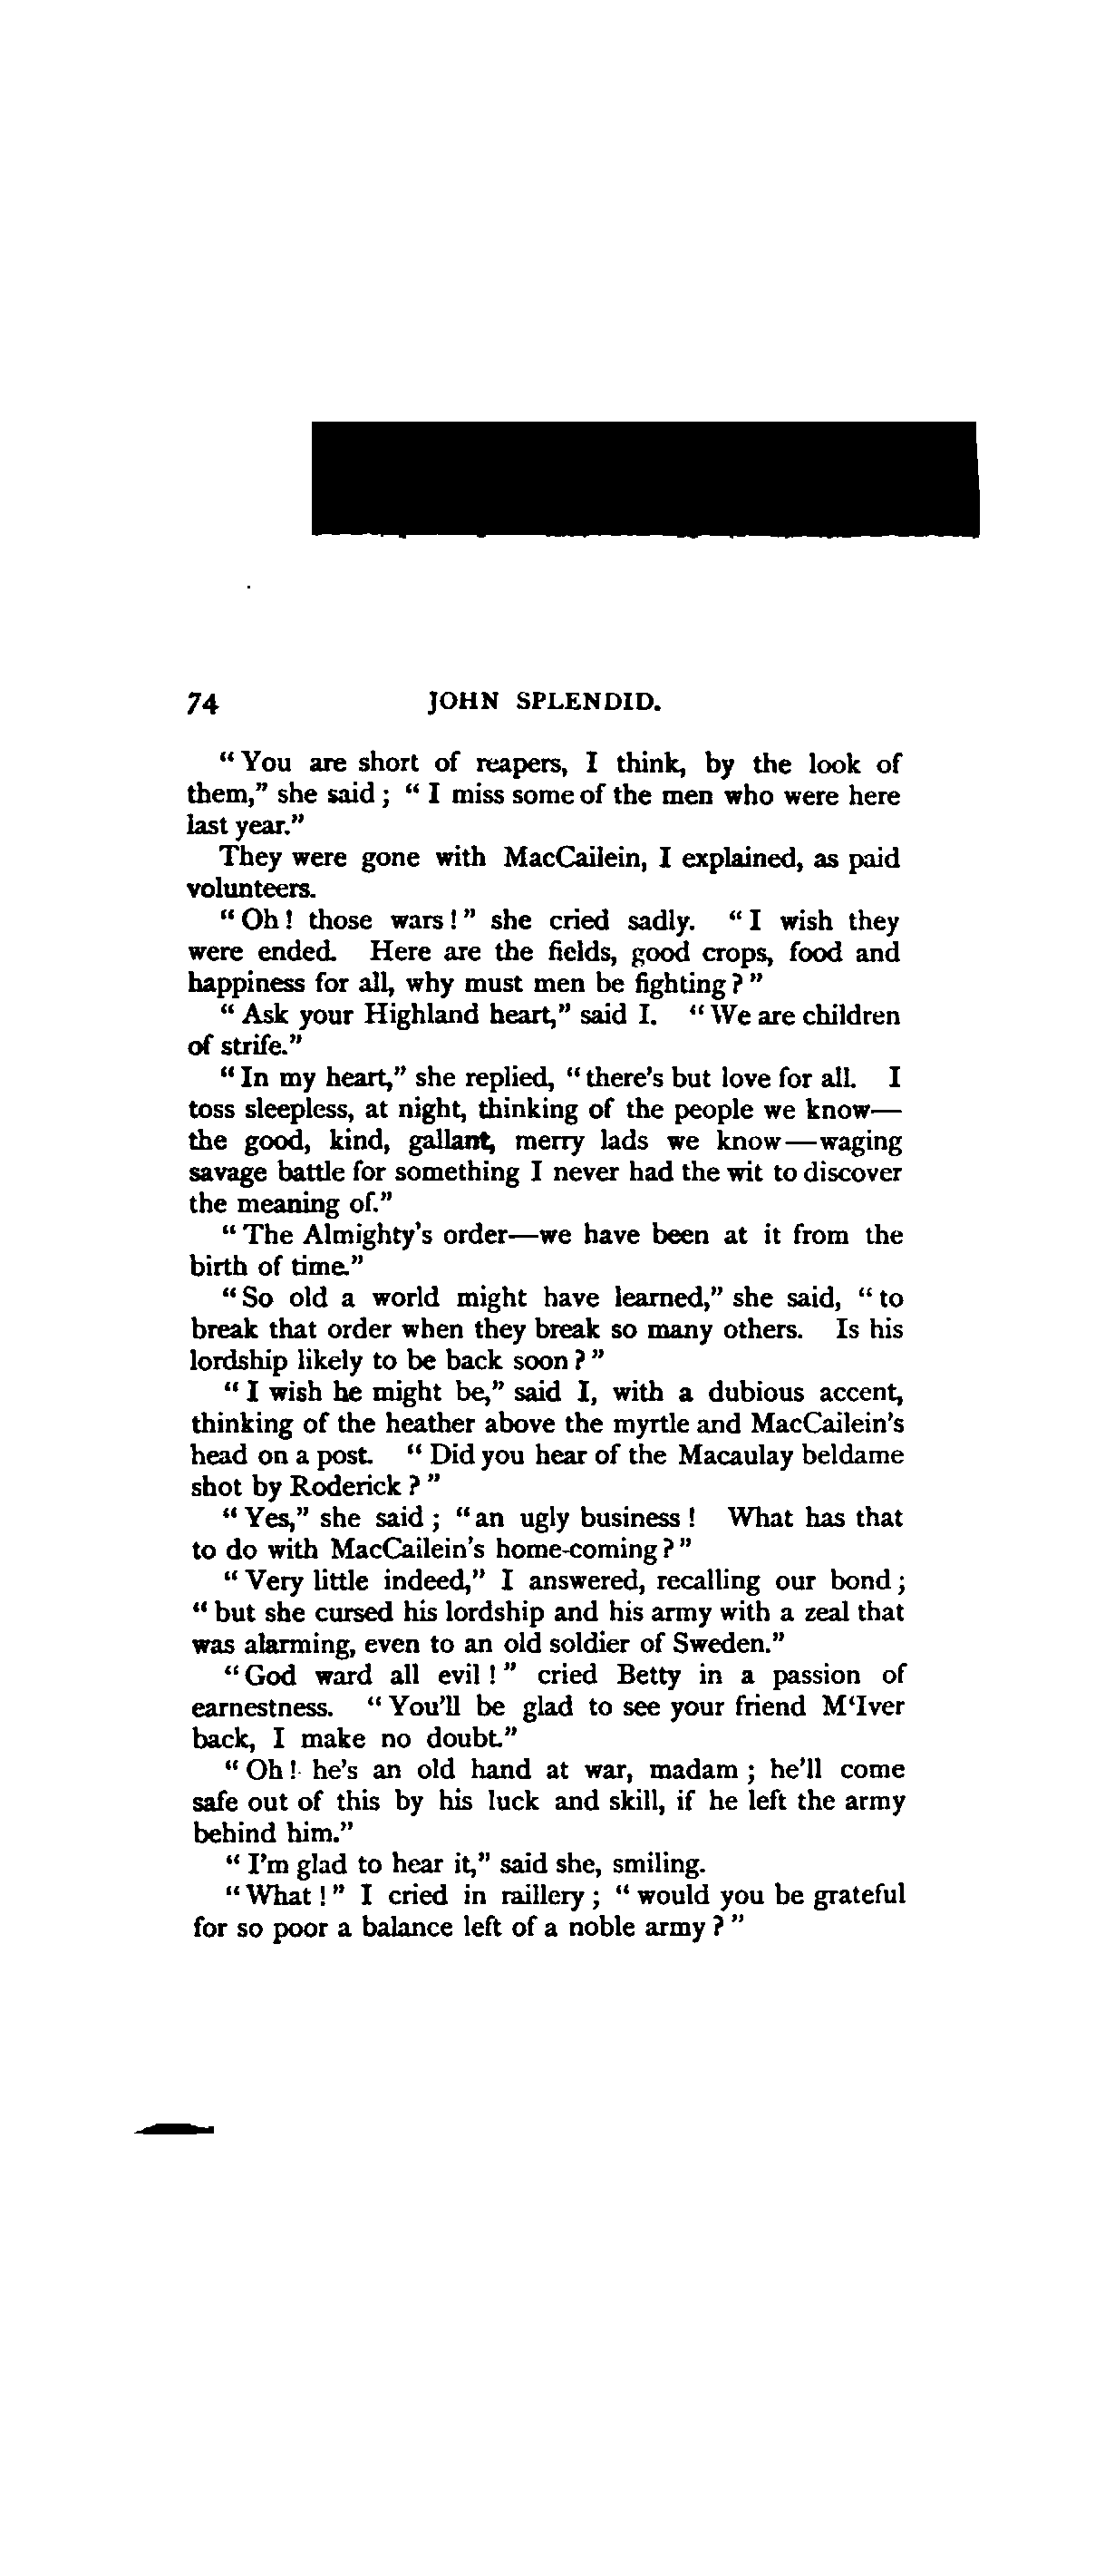 74 JOHN SPLENDID.
“You are short of reapers, I think, by the look of
them,” she said; “I miss some of the men who were here
last year.”
They were gone with MacCailein, I explained, as paid
volunteers.
“Oh! those wars!” she cried sadly. “I wish they
were ended. Here are the fields, good crops, food and
happiness for all, why must men be fighting?”
“Ask your Highland heart,” said I. “We are children
of strife.”
“In my heart,” she replied, “there’s but love for all. I
toss sleepless, at night, thinking of the people we know—
the good, kind, gallant, merry lads we know—waging
savage battle for something I never had the wit to discover
the meaning of.”
“The Almighty’s order—we have been at it from the
birth of time.”
“So old a world might have learned,” she said, “to
break that order when they break so many others. Is his
lordship likely to be back soon?”
“I wish he might be,” said I, with a dubious accent,
thinking of the heather above the myrtle and MacCailein’s
head on a post. “Did you hear of the Macaulay beldame
shot by Roderick?”
“Yes,” she said; “an ugly business! What has that
to do with MacCailein’s home-coming?”
“Very little indeed,” I answered, recalling our bond;
“but she cursed his lordship and his army with a zeal that
was alarming, even to an old soldier of Sweden.”
“God ward all evil!” cried Betty in a passion of
earnestness. “You’ll be glad to see your friend M‘Iver
back, I make no doubt.”
“Oh! he’s an old hand at war, madam; he’ll come
safe out of this by his luck and skill, if he left the army
behind him.”
“I’m glad to hear it,” said she, smiling.
“What!” I cried in raillery; “would you be grateful
for so poor a balance left of a noble army?”